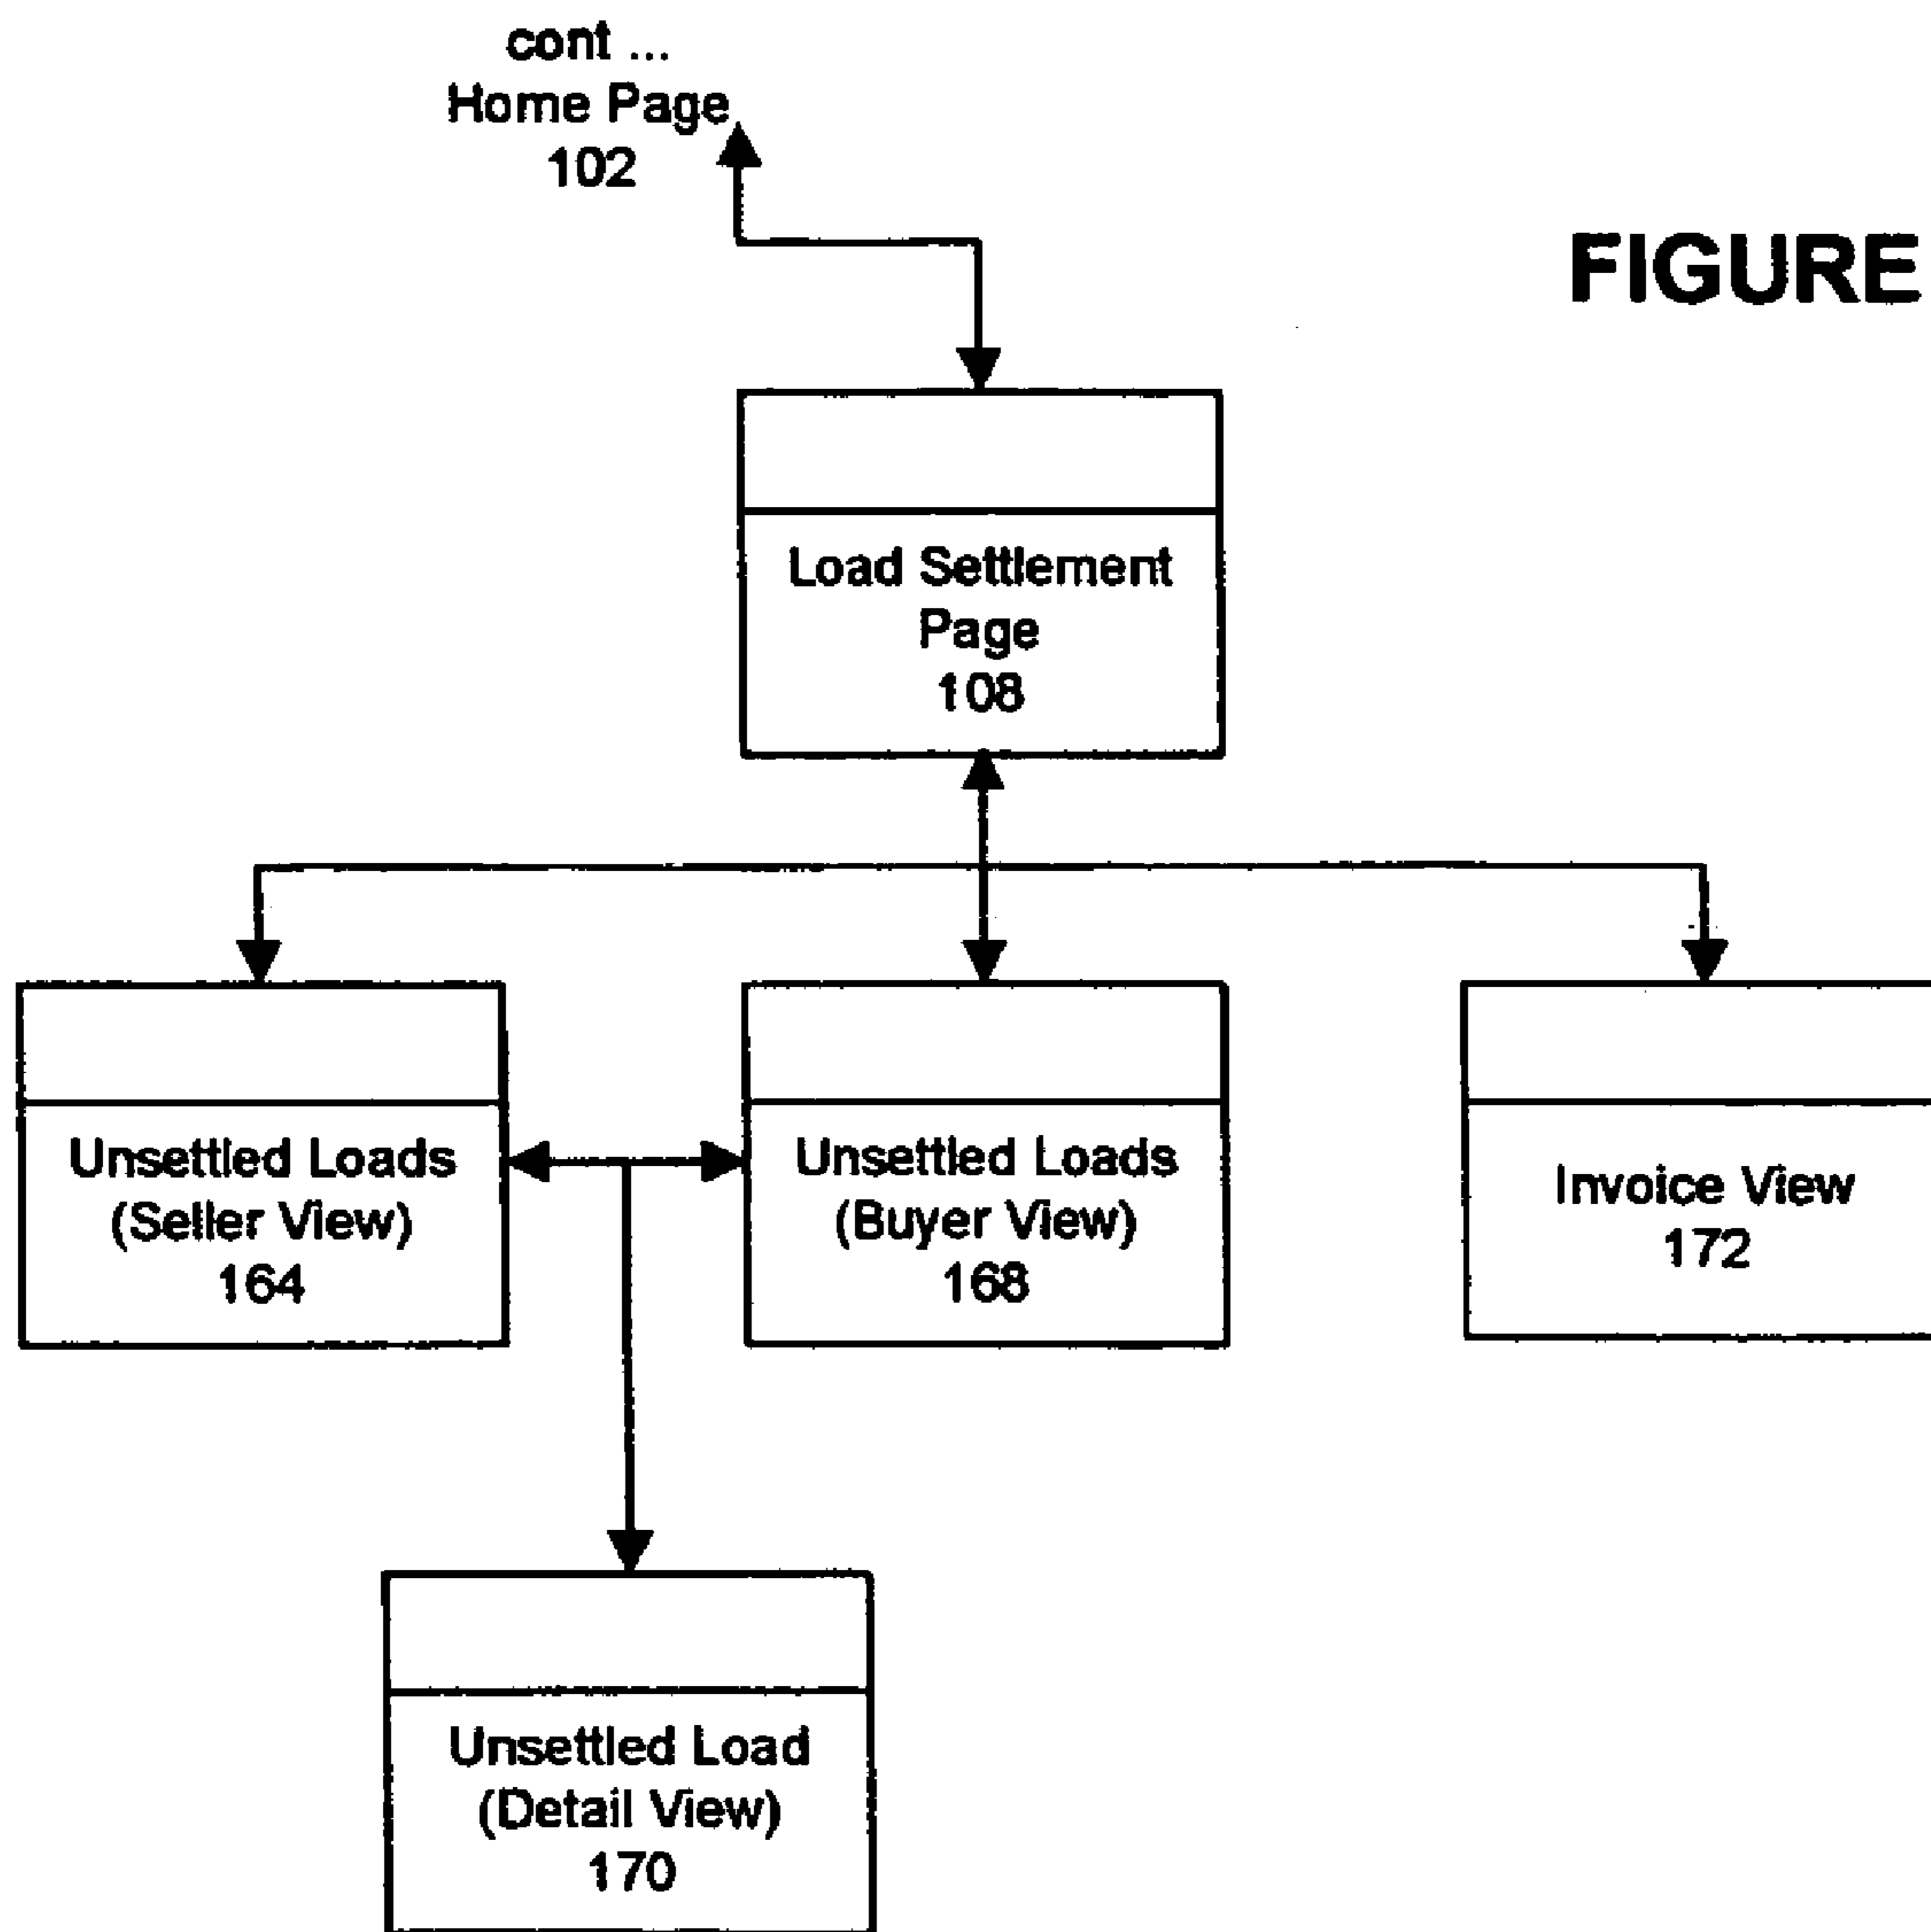 cont ...
Home Page
102
FIGURE
Load Settlement
Page
108
Unsettled Loads
(Seller View)
164
Unsettled Loads
(Buyer View)
168
Invoice View
172
Unsettled Load
(Detail View)
170